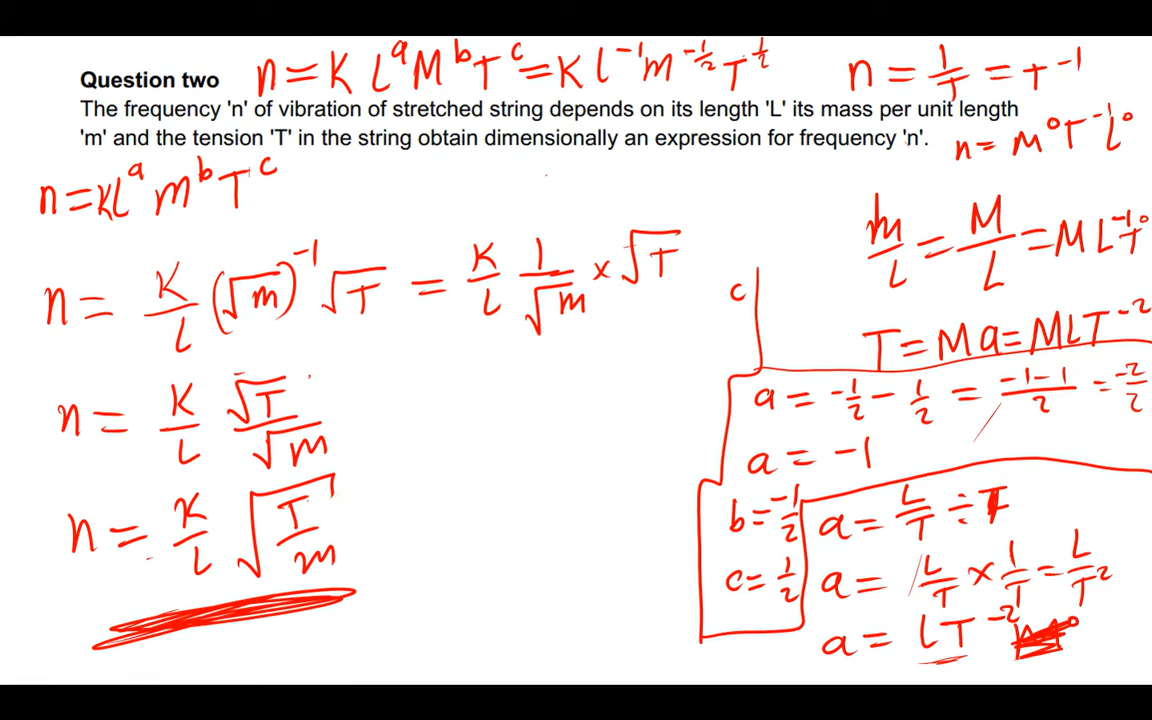 n = K L^a M^b T^c = K l^-1 m^-1/2 T^1/2
n = 1/T = T^-1
Question two
The frequency 'n' of vibration of stretched string depends on its length 'L' its mass per unit length
'm' and the tension 'T' in the string obtain dimensionally an expression for frequency 'n'.
n = M^0 T^-1 L^0
n = K l^a m^b T^c
m/L = M/L = M L^-1 T^0
n = K/l (√m)^-1 √T = K/l 1/√m × √T
C
T = Ma = MLT^-2
a = -1/2 - 1/2 = -1-1/2 = -2/2
n = K/L √T/√m
a = -1
b = -1/2
a = L/T ÷ T
n = K/L √T/m
c = 1/2
a = L/T × 1/T = L/T^2
a = LT^-2